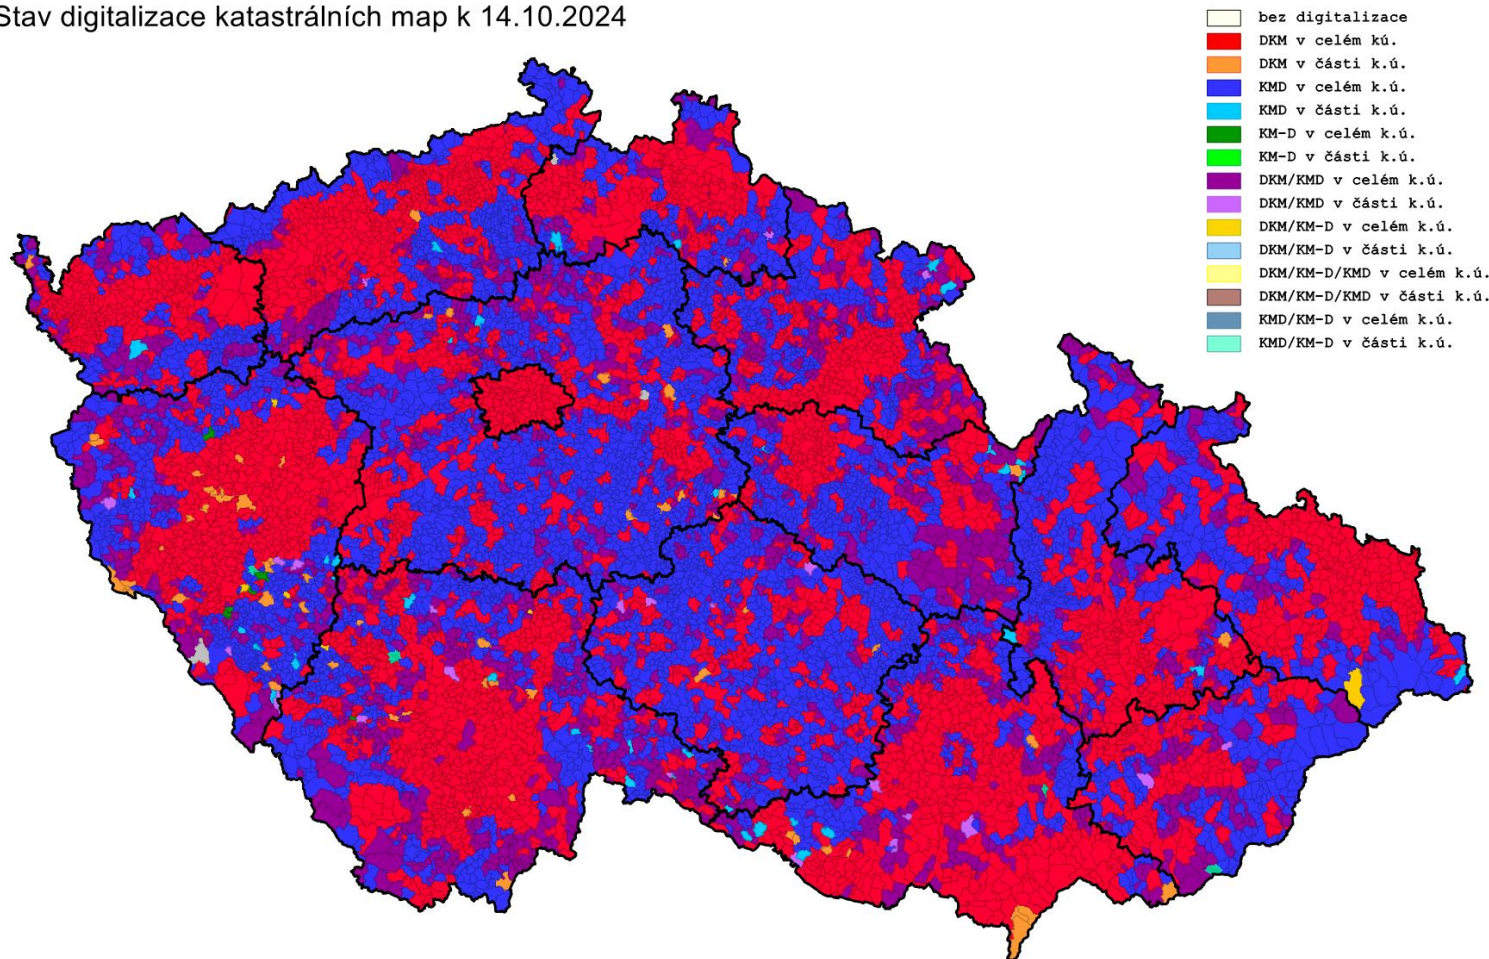 Stav digitalizace katastrálních map k 14.10.2024
bez digitalizace
DKM v celém kú.
DKM v části k.ú.
KMD v celém k.ú.
KMD v části k.ú.
KM-D v celém k.ú.
KM-D v části k.ú.
DKM/KMD v celém k.ú.
DKM/KMD v části k.ú.
DKM/KM-D v celém k.ú.
DKM/KM-D v části k.ú.
DKM/KM-D/KMD v celém k.ú.
DKM/KM-D/KMD v části k.ú.
KMD/KM-D v celém k.ú.
KMD/KM-D v části k.ú.